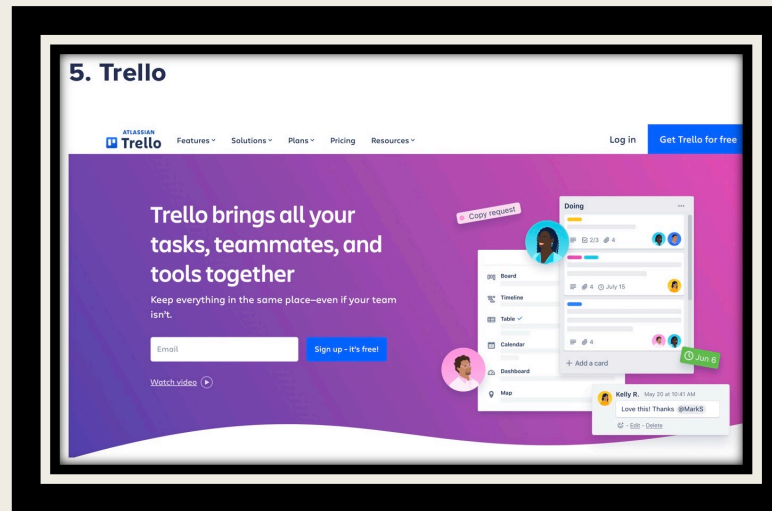 5. Trello
ATLASSIAN
Trello
Features
Solutions
Plans
Pricing
Resources
Log in
Get Trello for free
Trello brings all your
tasks, teammates, and
tools together
Keep everything in the same place—even if your team
isn't.
Email
Sign up - it's free!
Watch video
Copy request
Board
Timeline
Table
Calendar
Dashboard
Map
Doing
2/3 4
4 July 15
4
+ Add a card
Jun 6
Kelly R. May 20 at 10:41 AM
Love this! Thanks @MarkS
- Edit - Delete